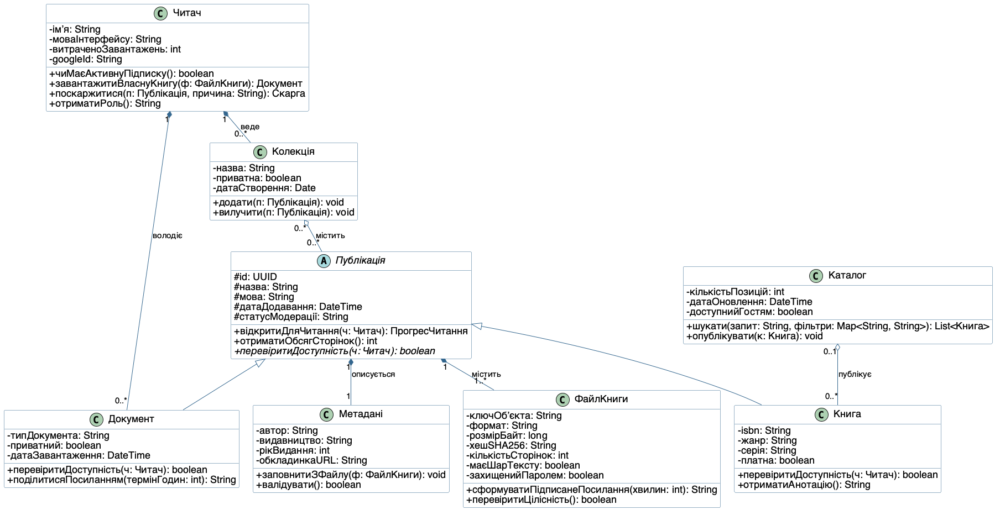 C Читач
-ім’я: String
-моваІнтерфейсу: String
-витраченоЗавантажень: int
-googleId: String
+чиМаєАктивнуПідписку(): boolean
+завантажитиВласнуКнигу(ф: ФайлКниги): Документ
+поскаржитися(п: Публікація, причина: String): Скарга
+отриматиРоль(): String
1
1
веде
0..*
C Колекція
-назва: String
-приватна: boolean
-датаСтворення: Date
+додати(п: Публікація): void
+вилучити(п: Публікація): void
0..*
містить
0..*
володіє
A Публікація
#id: UUID
#назва: String
#мова: String
#датаДодавання: DateTime
#статусМодерації: String
+відкритиДляЧитання(ч: Читач): ПрогресЧитання
+отриматиОбсягСторінок(): int
+перевіритиДоступність(ч: Читач): boolean
C Каталог
-кількістьПозицій: int
-датаОновлення: DateTime
-доступнийГостям: boolean
+шукати(запит: String, фільтри: Map<String, String>): List<Книга>
+опублікувати(к: Книга): void
0..1
публікує
0..*
1
описується
1
1
містить
1..*
0..*
C Документ
-типДокумента: String
-приватний: boolean
-датаЗавантаження: DateTime
+перевіритиДоступність(ч: Читач): boolean
+поділитисяПосиланням(термінГодин: int): String
C Метадані
-автор: String
-видавництво: String
-рікВидання: int
-обкладинкаURL: String
+заповнитиЗФайлу(ф: ФайлКниги): void
+валідувати(): boolean
C ФайлКниги
-ключОб’єкта: String
-формат: String
-розмірБайт: long
-хешSHA256: String
-кількістьСторінок: int
-маєШарТексту: boolean
-захищенийПаролем: boolean
+сформуватиПідписанеПосилання(хвилин: int): String
+перевіритиЦілісність(): boolean
C Книга
-isbn: String
-жанр: String
-серія: String
-платна: boolean
+перевіритиДоступність(ч: Читач): boolean
+отриматиАнотацію(): String